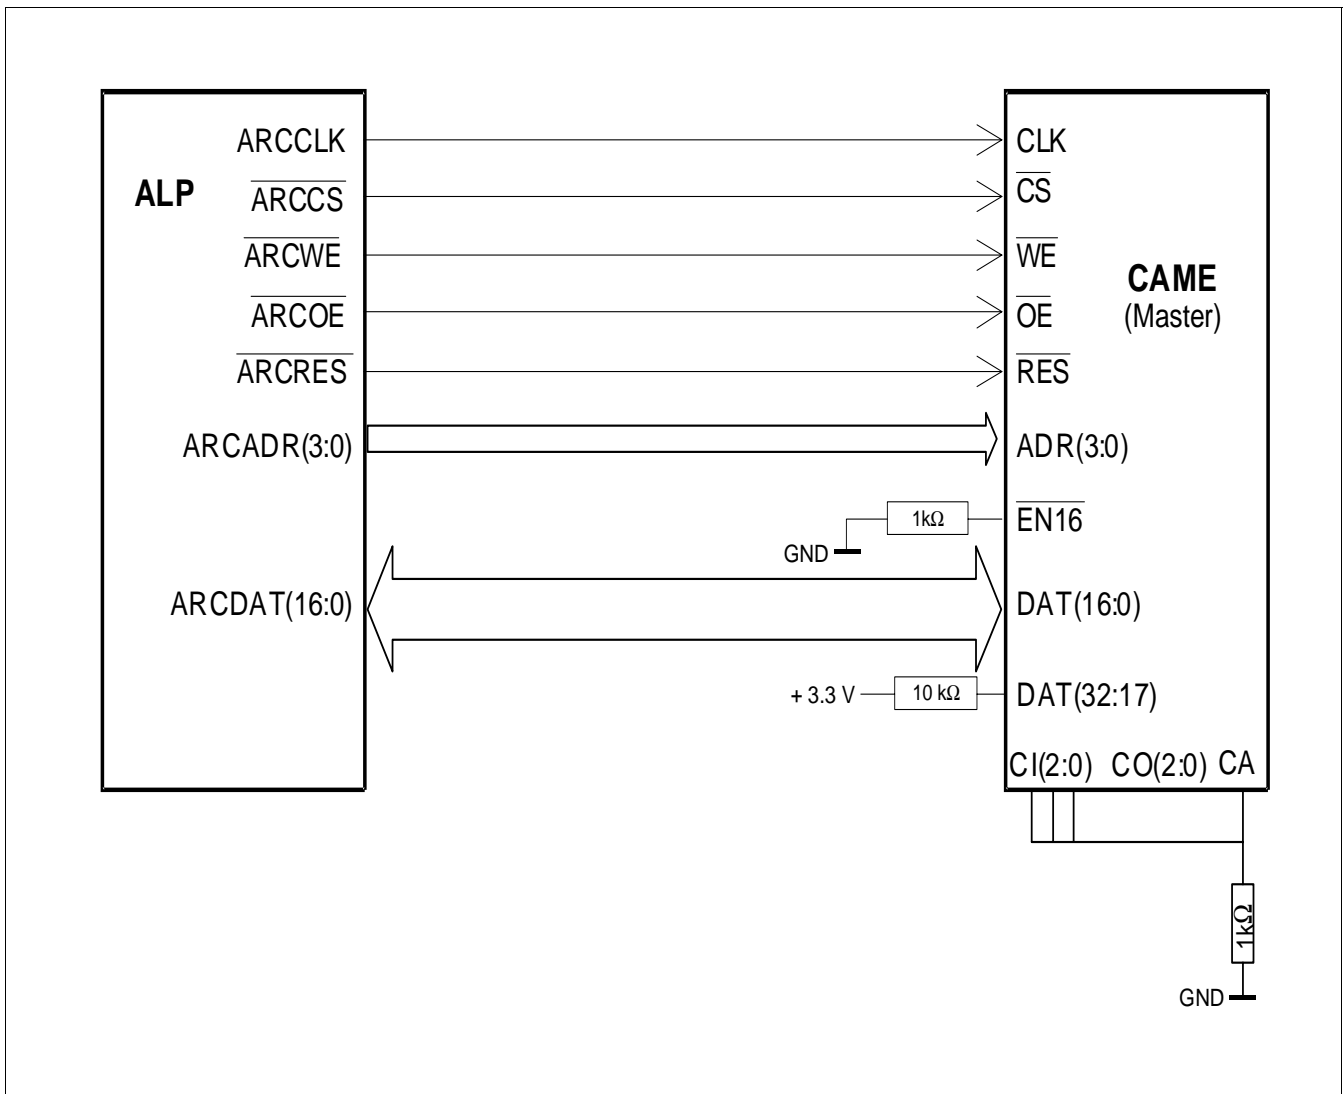 ALP
ARCCLK
ARCCS
ARCWE
ARCOE
ARCRES
ARCADR(3:0)
ARCDAT(16:0)
CLK
CS
WE
OE
RES
CAME
(Master)
ADR(3:0)
1kΩ
EN16
GND
DAT(16:0)
+ 3.3 V
10 kΩ
DAT(32:17)
CI(2:0) CO(2:0) CA
1kΩ
GND